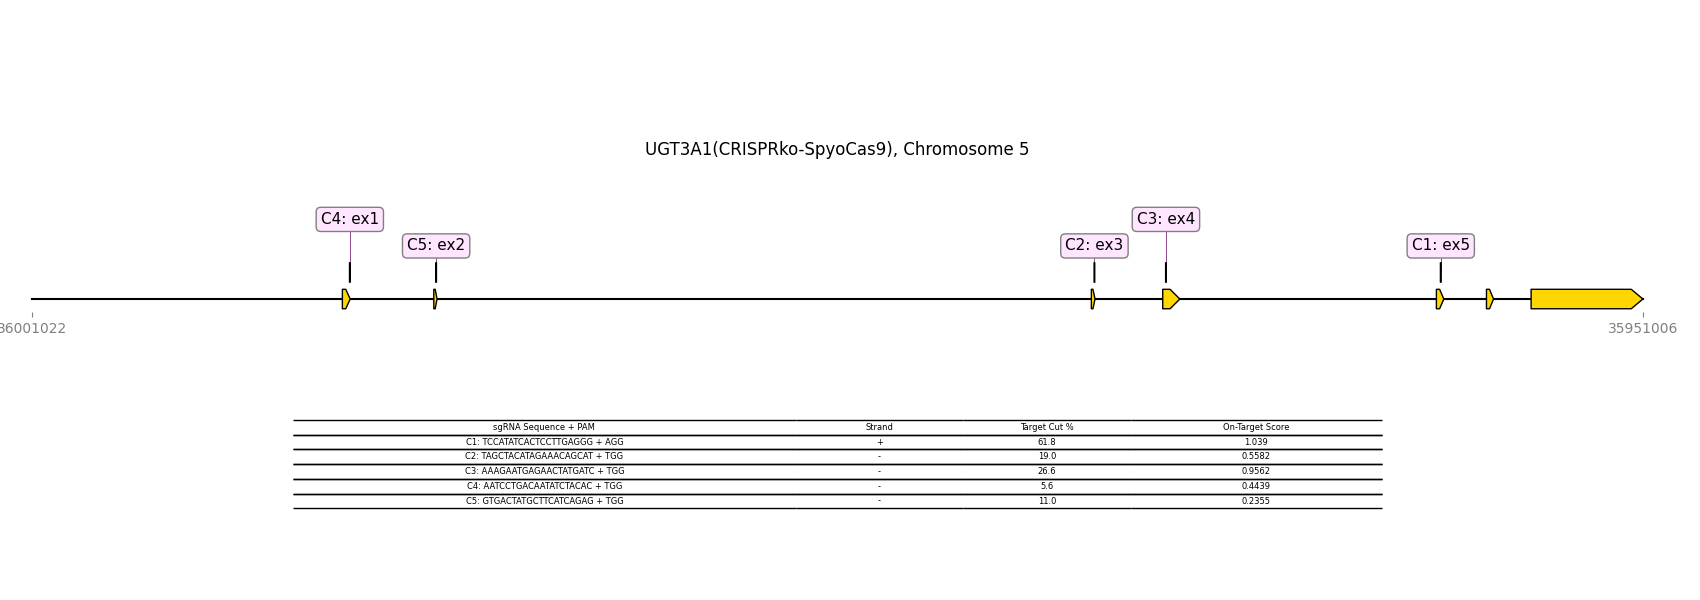 UGT3A1(CRISPRko-SpyoCas9), Chromosome 5
C4: ex1
C3: ex4
C5: ex2
C2: ex3
C1: ex5
36001022
35951006
sgRNA Sequence + PAM Strand Target Cut % On-Target Score
C1: TCCATATCACTCCTTGAGGG + AGG + 61.8 1.039
C2: TAGCTACATAGAAACAGCAT + TGG - 19.0 0.5582
C3: AAAGAATGAGAACTATGATC + TGG - 26.6 0.9562
C4: AATCCTGACAATATCTACAC + TGG - 5.6 0.4439
C5: GTGACTATGCTTCATCAGAG + TGG - 11.0 0.2355